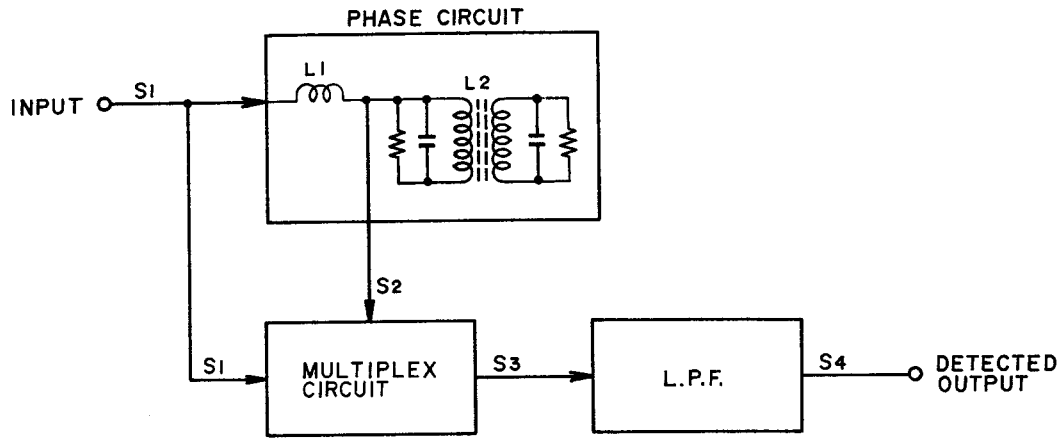 PHASE CIRCUIT
L1
L2
INPUT
S1
S2
S1
MULTIPLEX
CIRCUIT
S3
L.P.F.
S4
DETECTED
OUTPUT